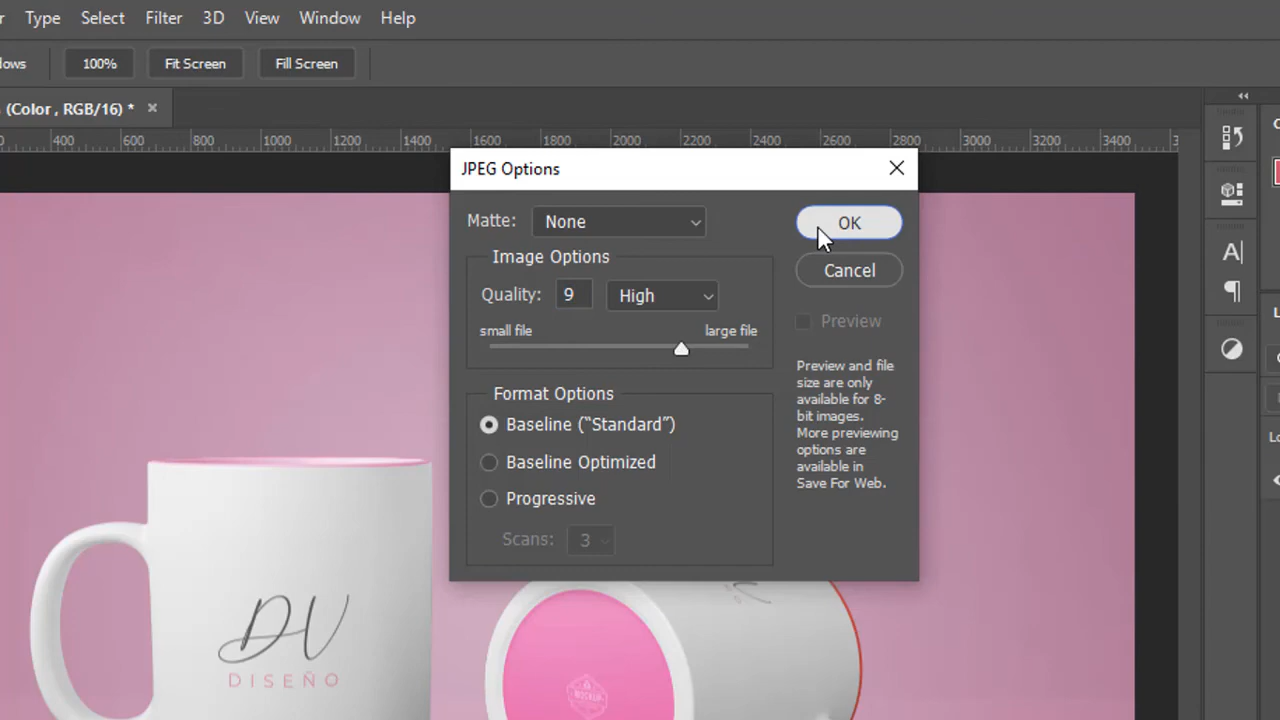 Type Select Filter 3D View Window Help
100% Fit Screen Fill Screen
(Color , RGB/16) *
400 600 800 1000 1200 1400 1600 1800 2000 2200 2400 2600 2800 3000 3200 3400
JPEG Options
Matte: None
OK
Image Options
Cancel
Quality: 9 High
Preview
small file large file
Preview and file
size are only
available for 8-
bit images.
More previewing
options are
available in
Save For Web.
Format Options
Baseline (“Standard”)
Baseline Optimized
Progressive
Scans: 3
DV
DISEÑO
MOCKUP